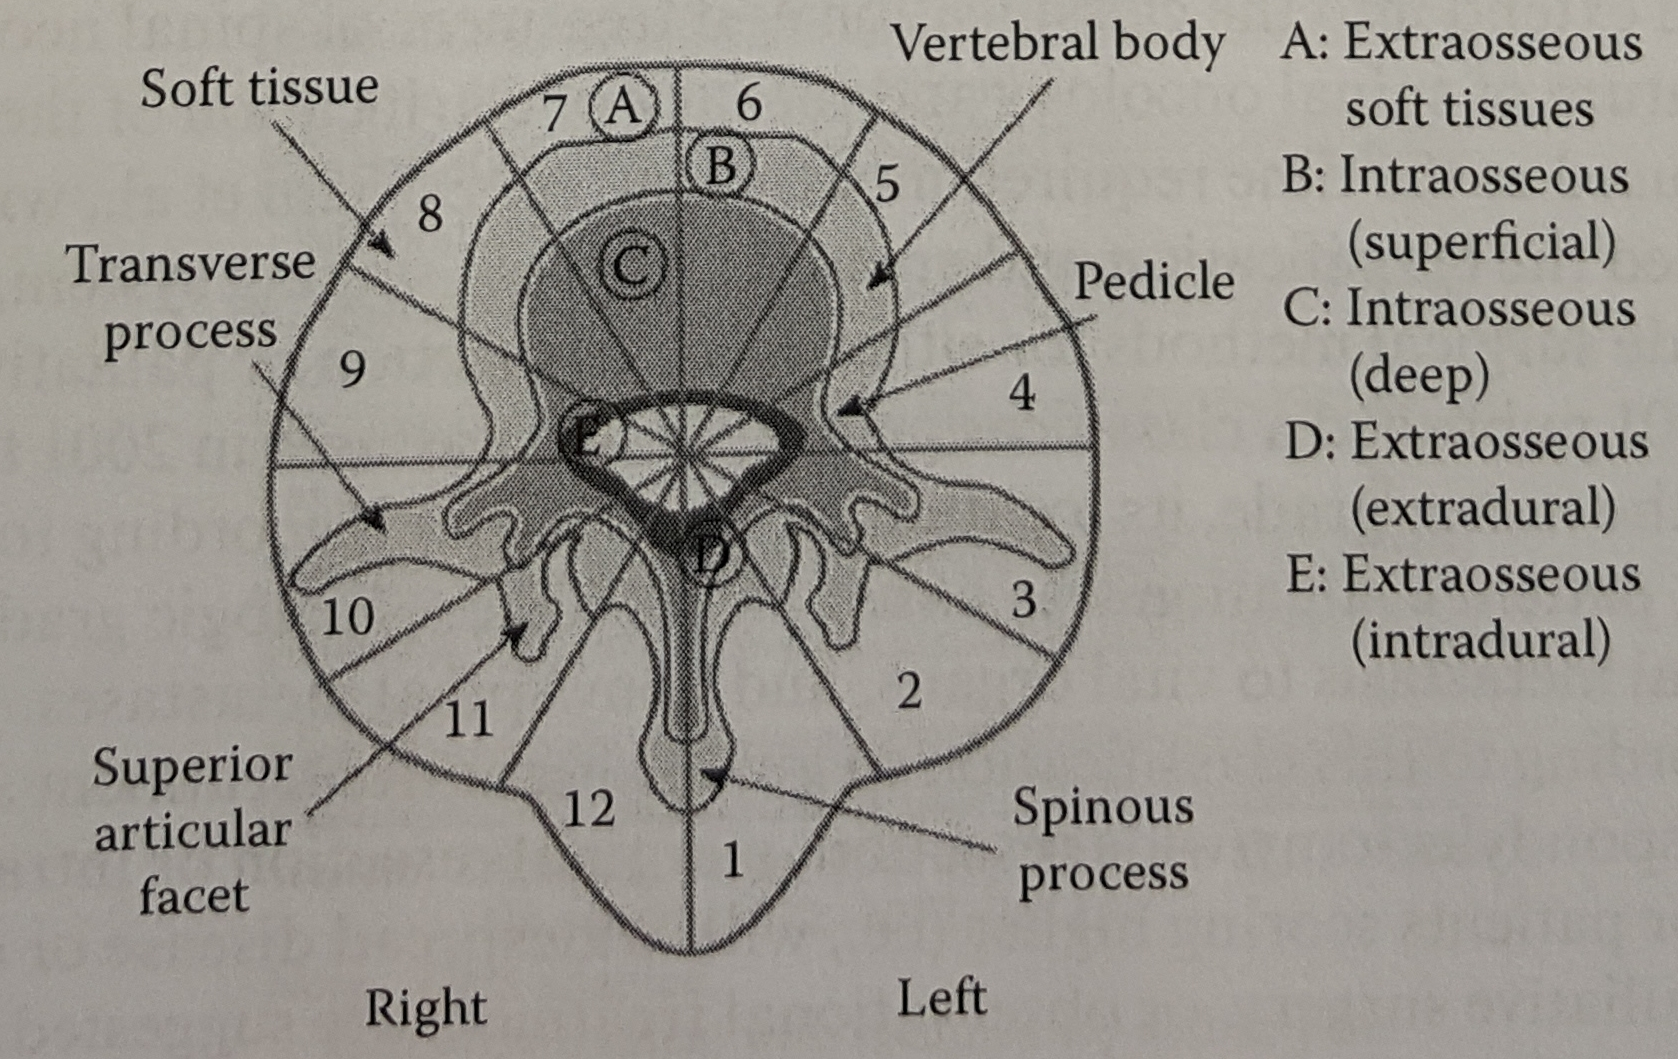 Vertebral body
Soft tissue
A: Extraosseous
soft tissues
B: Intraosseous
(superficial)
C: Intraosseous
(deep)
D: Extraosseous
(extradural)
E: Extraosseous
(intradural)
7
A
6
B
5
8
C
Transverse
process
Pedicle
9
4
E
D
10
3
11
2
Superior
articular
facet
12
1
Spinous
process
Right
Left